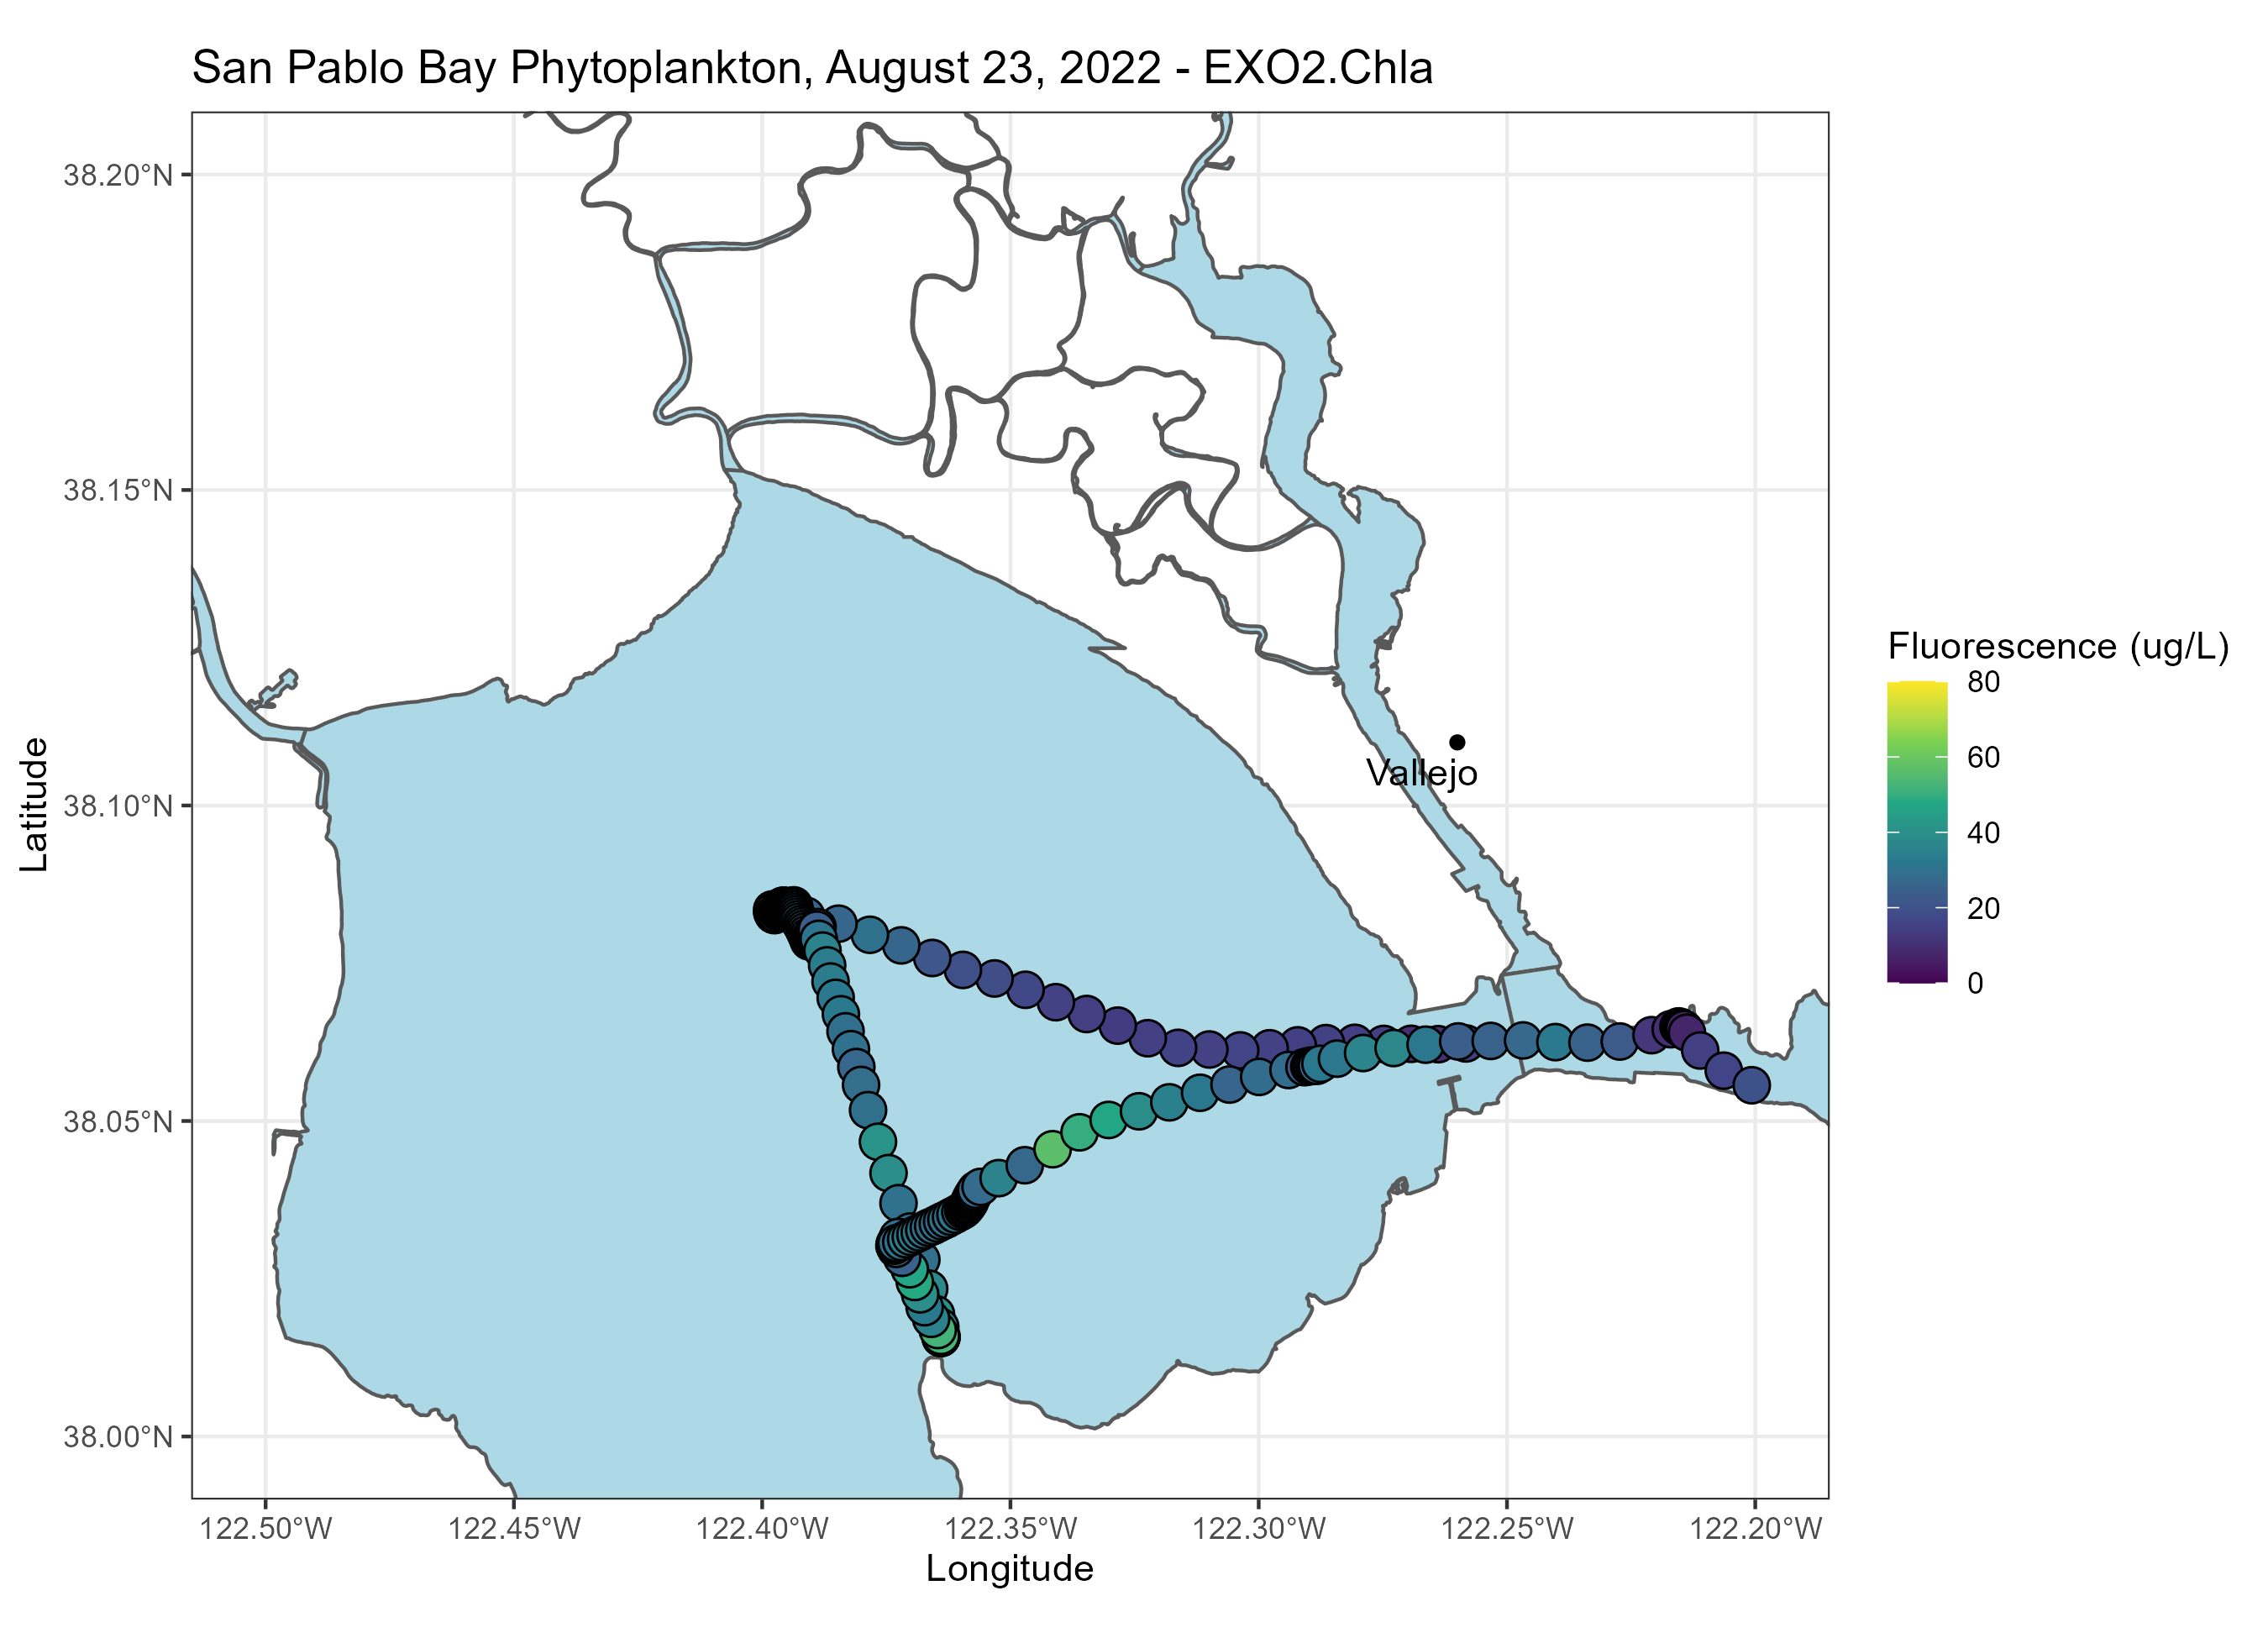 San Pablo Bay Phytoplankton, August 23, 2022 - EXO2.Chla
38.20°N
38.15°N
38.10°N
38.05°N
38.00°N
Latitude
Vallejo
122.50°W 122.45°W 122.40°W 122.35°W 122.30°W 122.25°W 122.20°W
Longitude
Fluorescence (ug/L)
80
60
40
20
0